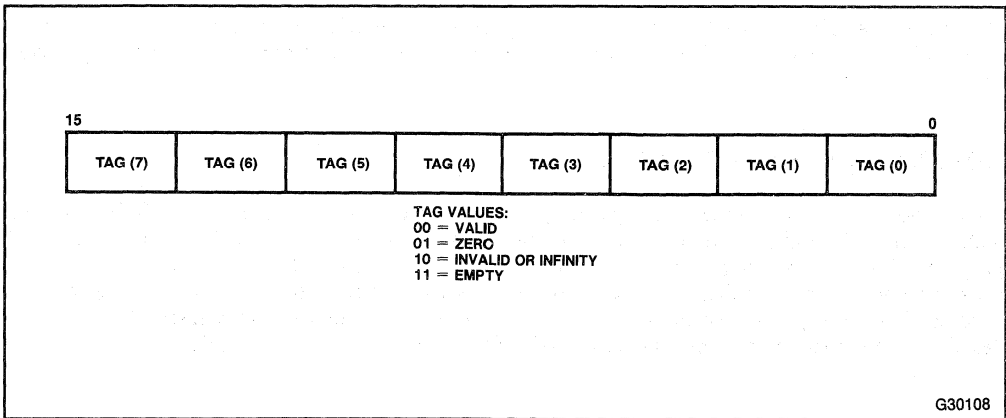 15 0
TAG (7) TAG (6) TAG (5) TAG (4) TAG (3) TAG (2) TAG (1) TAG (0)
TAG VALUES:
00 = VALID
01 = ZERO
10 = INVALID OR INFINITY
11 = EMPTY
G30108